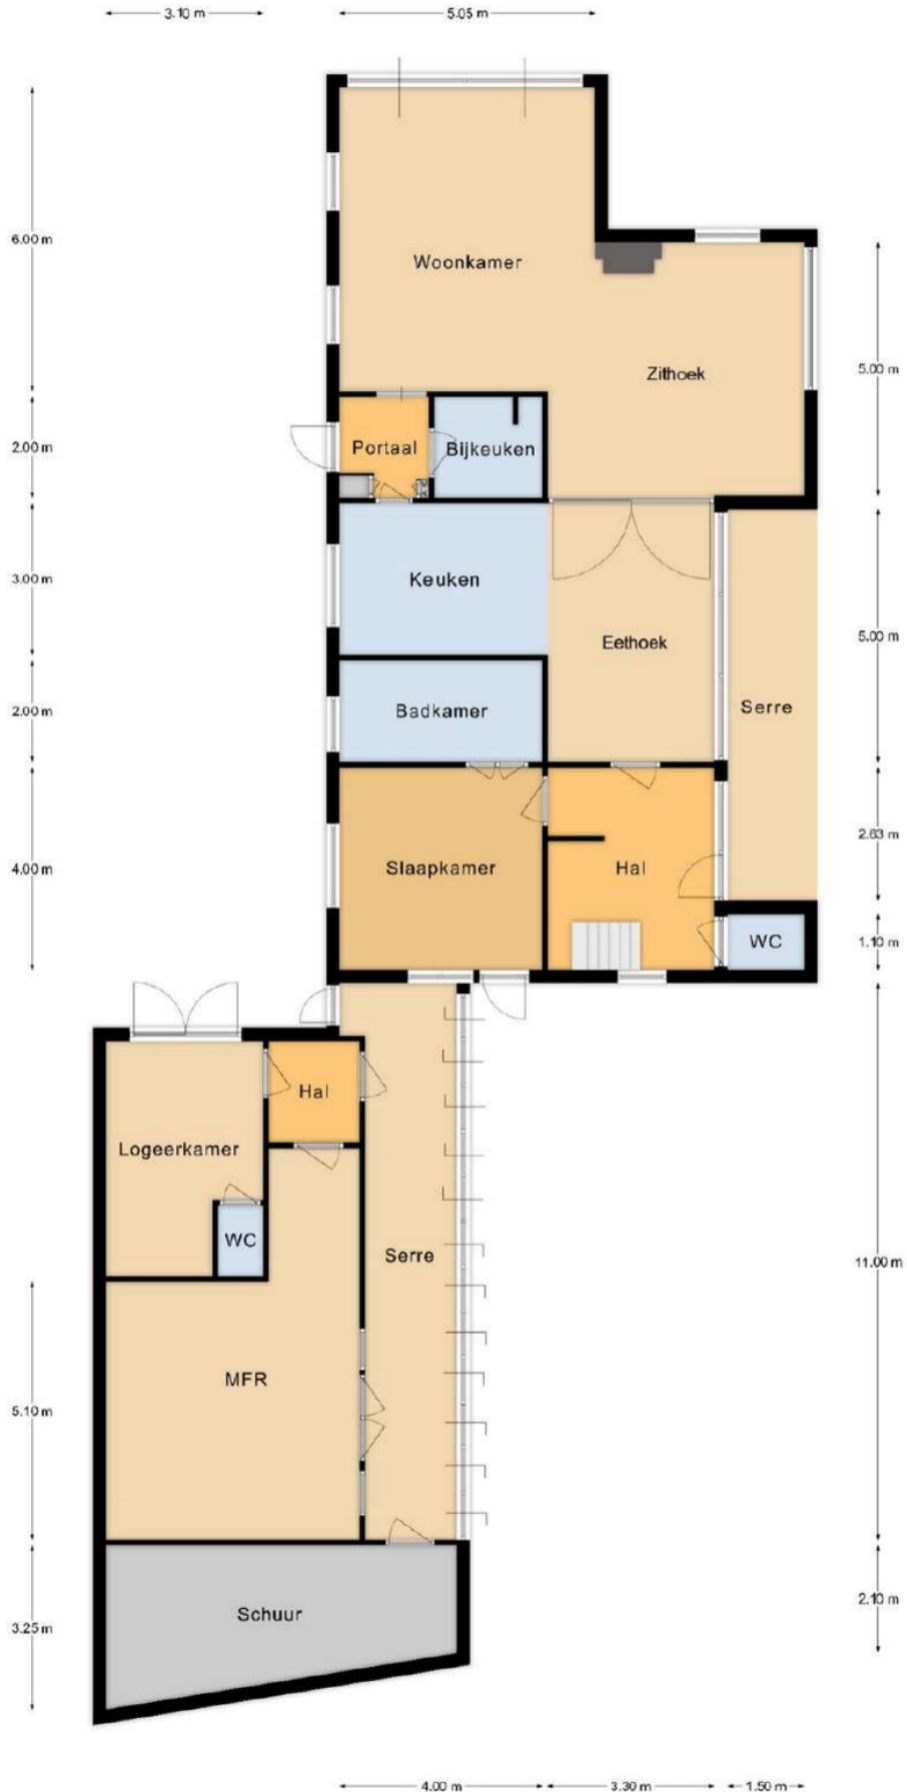 3.10 m
5.05 m
6.00 m
Woonkamer
5.00 m
Zithoek
2.00 m
Portaal
Bijkeuken
3.00 m
Keuken
Eethoek
5.00 m
2.00 m
Badkamer
Serre
2.63 m
4.00 m
Slaapkamer
Hal
WC
1.10 m
Hal
Logeerkamer
WC
Serre
11.00 m
MFR
5.10 m
2.10 m
Schuur
3.25 m
4.00 m
3.30 m
1.50 m